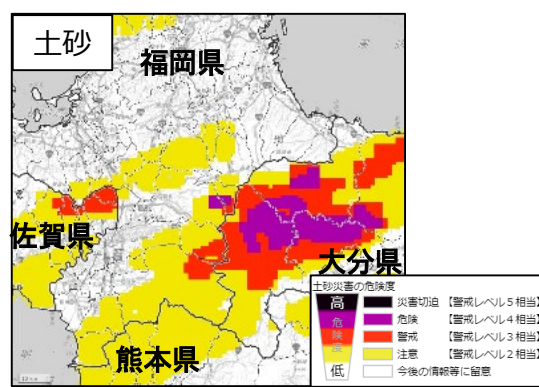 土砂
福岡県
佐賀県
大分県
熊本県
土砂災害の危険度
高
危
険
度
低
災害切迫 【警戒レベル5相当】
危険 【警戒レベル4相当】
警戒 【警戒レベル3相当】
注意 【警戒レベル2相当】
今後の情報等に留意